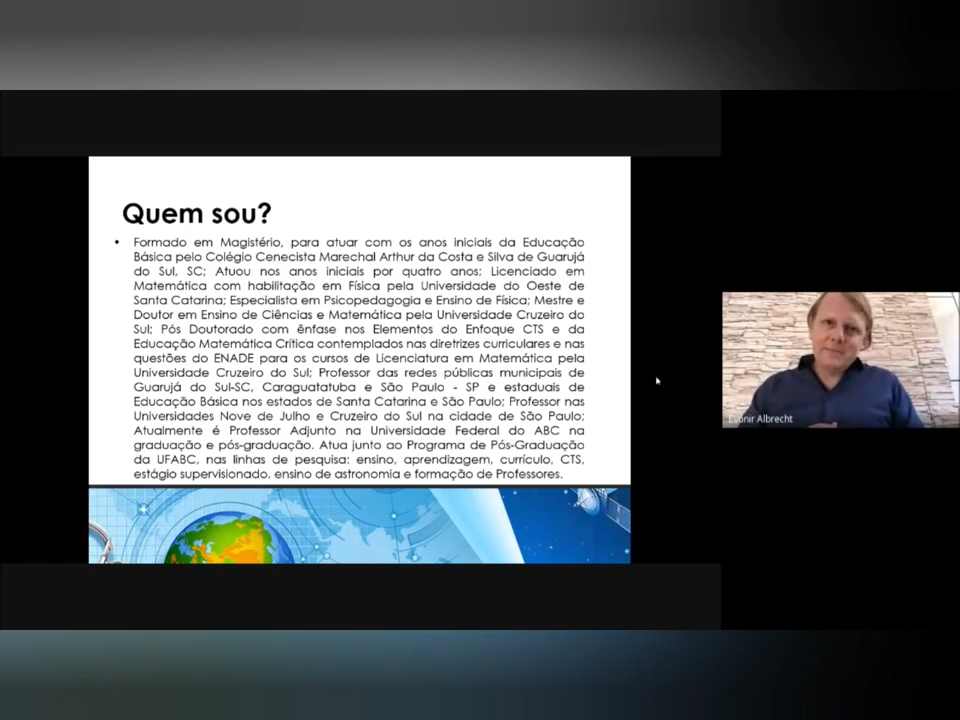 Quem sou?
• Formado em Magistério, para atuar com os anos iniciais da Educação
Básica pelo Colégio Cenecista Marechal Arthur da Costa e Silva de Guarujá
do Sul, SC; Atuou nos anos iniciais por quatro anos; Licenciado em
Matemática com habilitação em Física pela Universidade do Oeste de
Santa Catarina; Especialista em Psicopedagogia e Ensino de Física; Mestre e
Doutor em Ensino de Ciências e Matemática pela Universidade Cruzeiro do
Sul; Pós Doutorado com ênfase nos Elementos do Enfoque CTS e da
Educação Matemática Crítica contemplados nas diretrizes curriculares e nas
questões do ENADE para os cursos de Licenciatura em Matemática pela
Universidade Cruzeiro do Sul; Professor das redes públicas municipais de
Guarujá do Sul-SC, Caraguatatuba e São Paulo - SP e estaduais de
Educação Básica nos estados de Santa Catarina e São Paulo; Professor nas
Universidades Nove de Julho e Cruzeiro do Sul na cidade de São Paulo;
Atualmente é Professor Adjunto na Universidade Federal do ABC na
graduação e pós-graduação. Atua junto ao Programa de Pós-Graduação
da UFABC, nas linhas de pesquisa: ensino, aprendizagem, currículo, CTS,
estágio supervisionado, ensino de astronomia e formação de Professores.
Evonir Albrecht